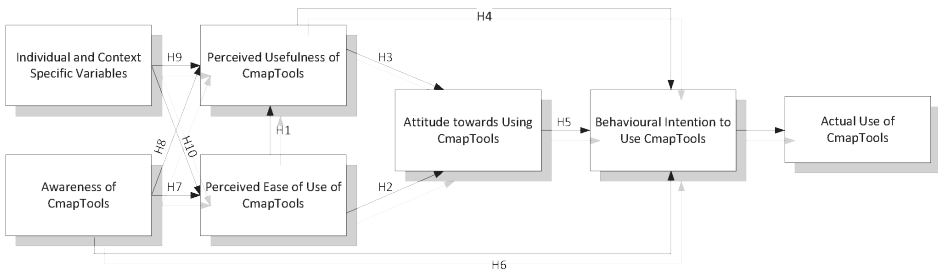 H4
Individual and Context
Specific Variables
H9
Perceived Usefulness of
CmapTools
H3
Attitude towards Using
CmapTools
H5
Behavioural Intention to
Use CmapTools
Actual Use of
CmapTools
H1
H8
H10
Awareness of
CmapTools
H7
Perceived Ease of Use of
CmapTools
H2
H6